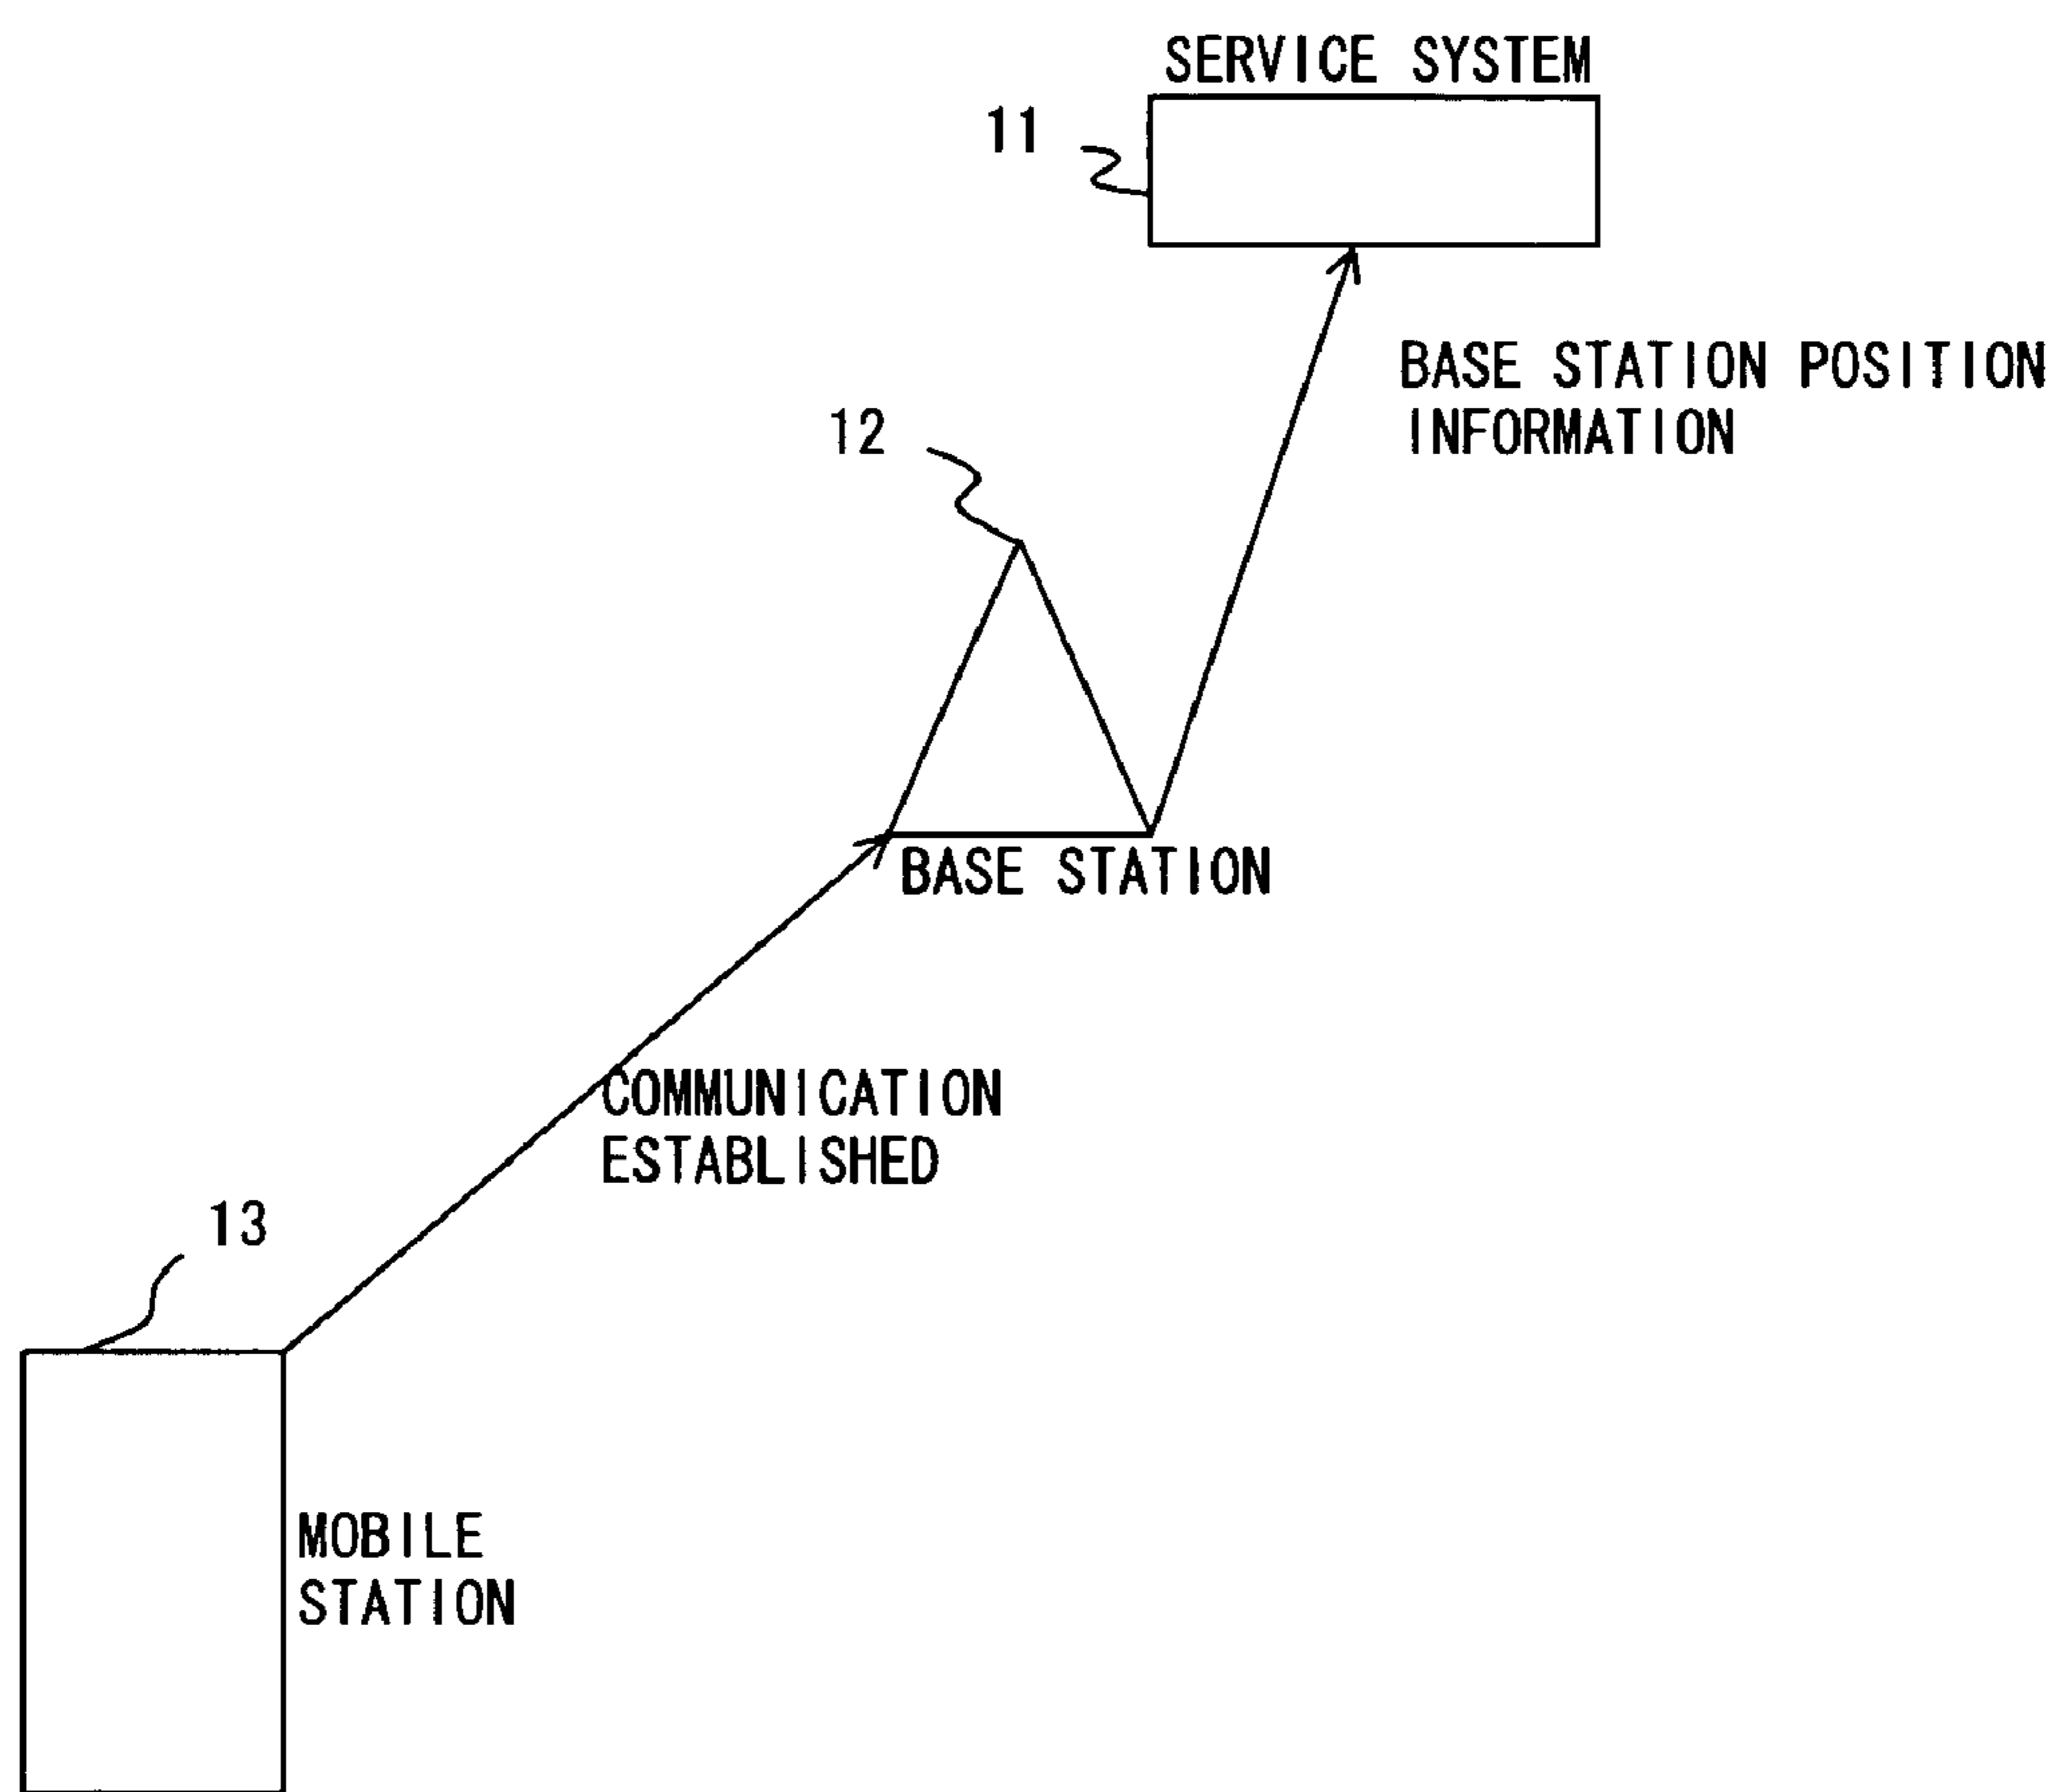 SERVICE SYSTEM
11
BASE STATION POSITION
INFORMATION
12
BASE STATION
COMMUNICATION
ESTABLISHED
13
MOBILE
STATION